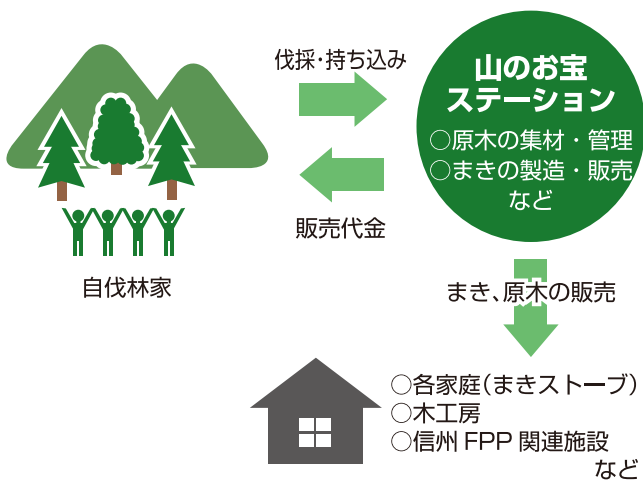 伐採・持ち込み
山のお宝
ステーション
○原木の集材・管理
○まきの製造・販売
など
販売代金
自伐林家
まき、原木の販売
○各家庭（まきストーブ）
○木工房
○信州 FPP 関連施設
など